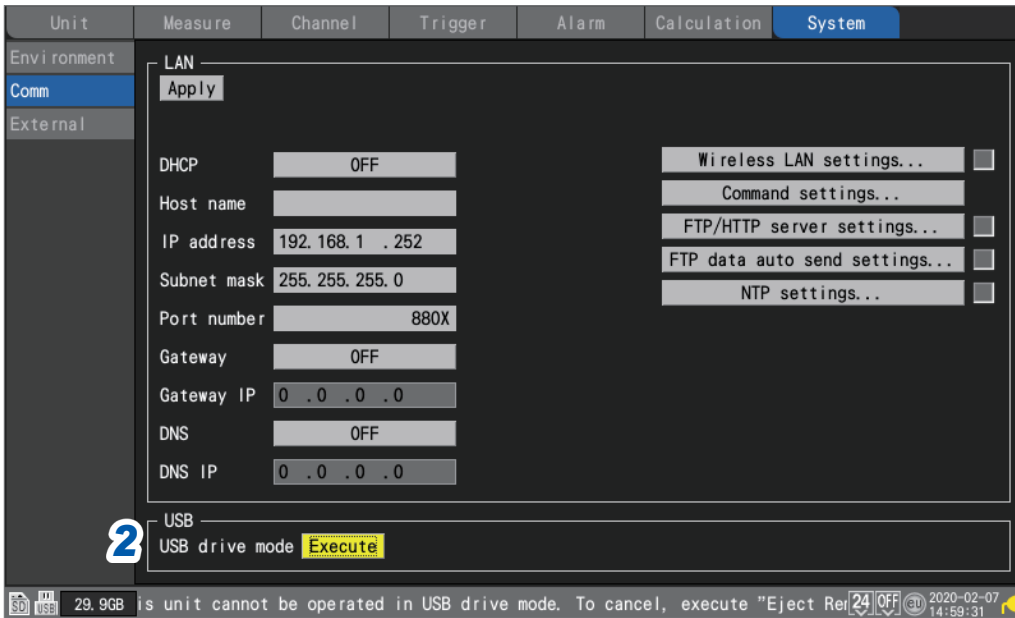 Unit Measure Channel Trigger Alarm Calculation System
Environment
Comm
External
LAN
Apply
DHCP OFF
Host name
IP address 192.168.1 .252
Subnet mask 255.255.255.0
Port number 880X
Gateway OFF
Gateway IP 0 .0 .0 .0
DNS OFF
DNS IP 0 .0 .0 .0
Wireless LAN settings...
Command settings...
FTP/HTTP server settings...
FTP data auto send settings...
NTP settings...
2
USB
USB drive mode Execute
SD USB 29.9GB is unit cannot be operated in USB drive mode. To cancel, execute "Eject Re 24 OFF 2020-02-07
14:59:31